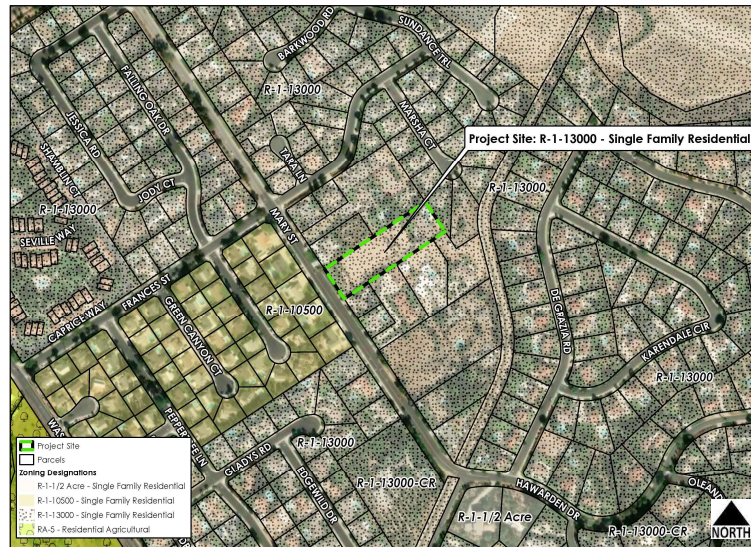 BARKWOOD RD
SUNDANCE TRL
R-1-13000
FALLING OAK DR
JESSICA RD
MARSHA CT
Project Site: R-1-13000 - Single Family Residential
TARA LN
SHAMBLIN CT
JODY CT
R-1-13000
R-1-13000
MARY ST
SEVILLE WAY
FRANCES ST
CAPRICE WAY
GREEN CANYON CT
R-1-10500
DE GRAZIA RD
KARENDALE CIR
R-1-13000
GLADYS RD
R-1-13000
EDGEWILD DR
R-1-13000-CR
HAWARDEN DR
R-1-1/2 Acre
R-1-13000-CR
Project Site
Parcels
Zoning Designations
R-1-1/2 Acre - Single Family Residential
R-1-10500 - Single Family Residential
R-1-13000 - Single Family Residential
RA-5 - Residential Agricultural
NORTH